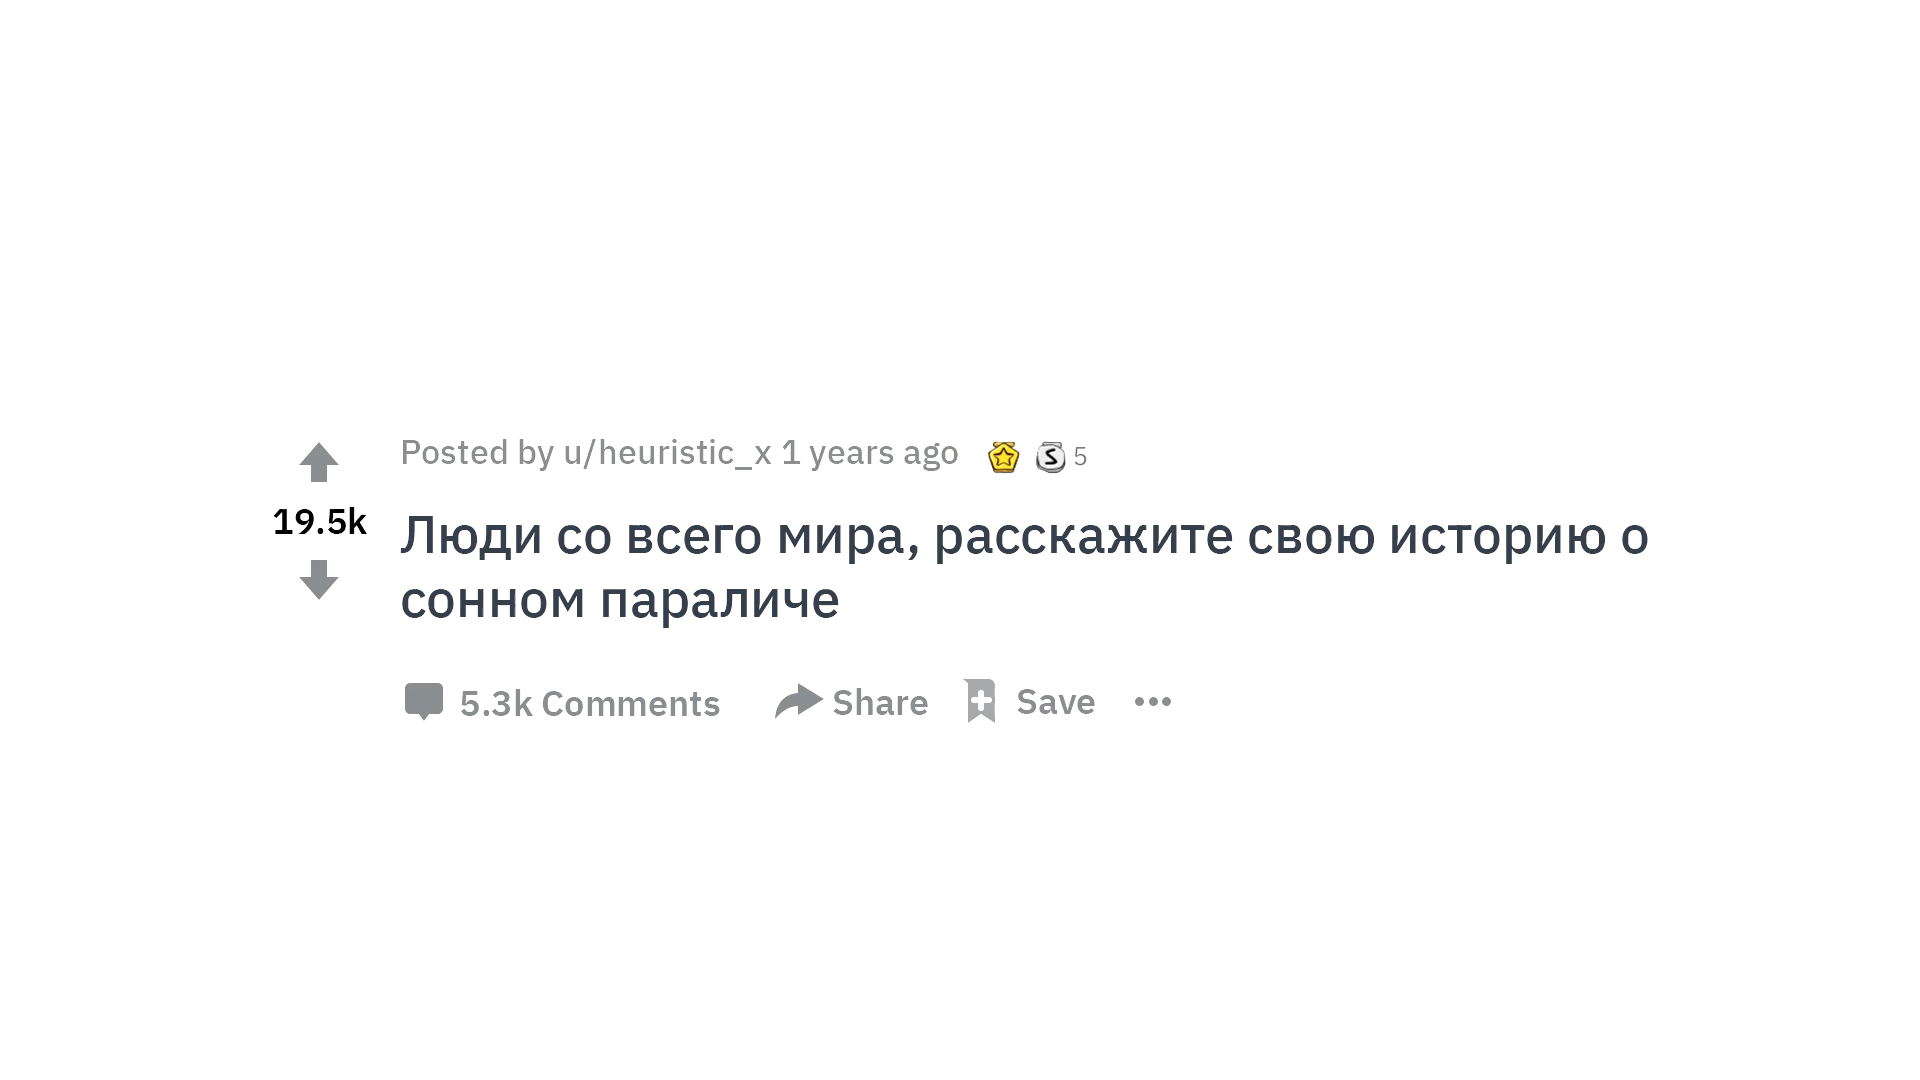 Posted by u/heuristic_x 1 years ago 5
19.5k
Люди со всего мира, расскажите свою историю о
сонном параличе
5.3k Comments Share Save •••